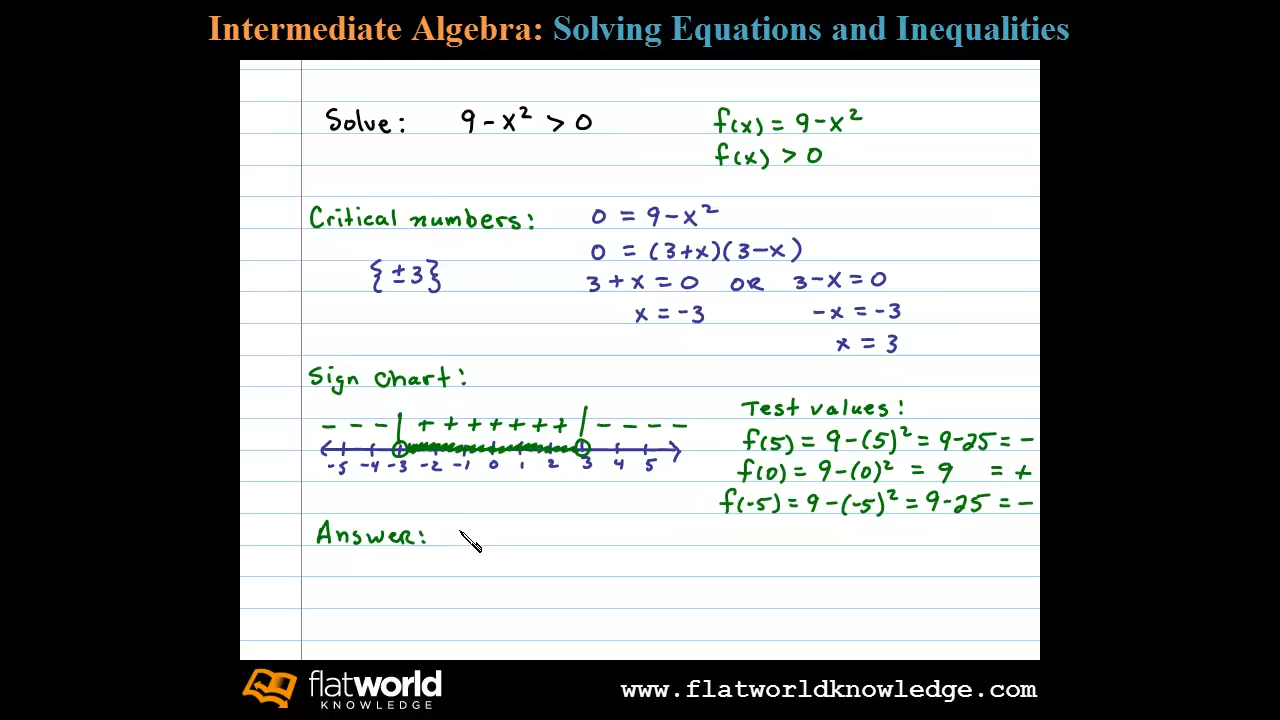 Intermediate Algebra: Solving Equations and Inequalities
Solve: 9 - x² > 0
f(x) = 9 - x²
f(x) > 0
Critical numbers:
{±3}
0 = 9 - x²
0 = (3+x)(3-x)
3 + x = 0 OR 3 - x = 0
x = -3
-x = -3
x = 3
Sign chart:
- - - | + + + + + + + | - - - -
-5 -4 -3 -2 -1 0 1 2 3 4 5
Test values:
f(5) = 9 - (5)² = 9 - 25 = -
f(0) = 9 - (0)² = 9 = +
f(-5) = 9 - (-5)² = 9 - 25 = -
Answer:
flatworld
KNOWLEDGE
www.flatworldknowledge.com